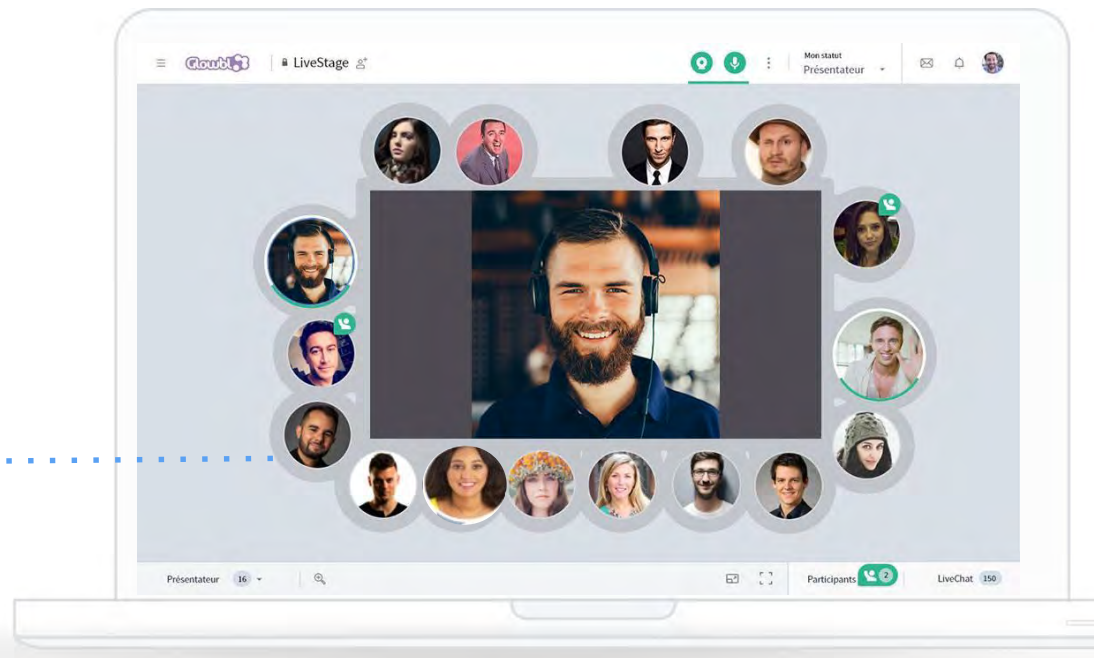 Glowbl
LiveStage
Mon statut
Présentateur
Présentateur 16
Participants 2
LiveChat 150